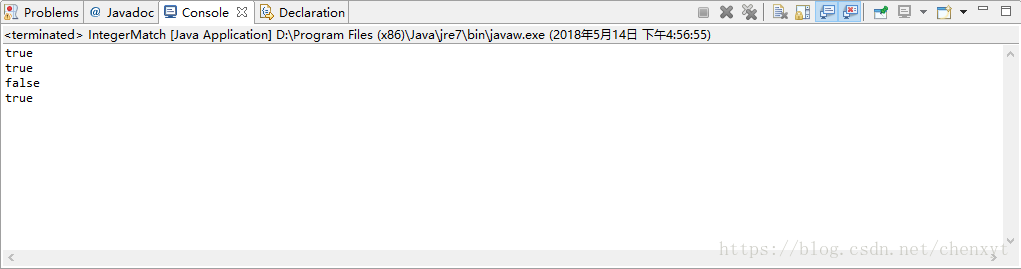 Problems @ Javadoc Console Declaration
<terminated> IntegerMatch [Java Application] D:\Program Files (x86)\Java\jre7\bin\javaw.exe (2018年5月14日 下午4:56:55)
true
true
false
true
https://blog.csdn.net/chenxyt